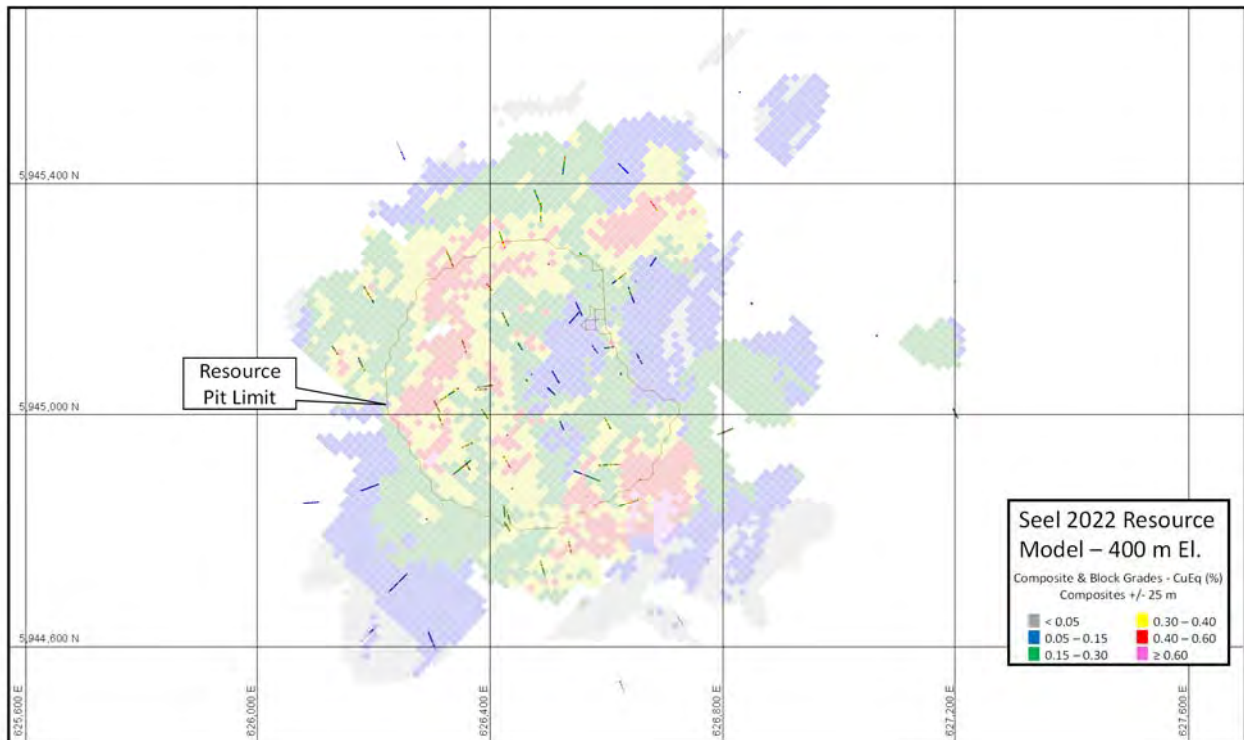 5,945,400 N
Resource
Pit Limit
5,945,000 N
Seel 2022 Resource
Model – 400 m El.
Composite & Block Grades - CuEq (%)
Composites +/- 25 m
< 0.05
0.30 – 0.40
0.05 – 0.15
0.40 – 0.60
0.15 – 0.30
≥ 0.60
5,944,600 N
625,600 E
626,000 E
626,400 E
626,800 E
627,200 E
627,600 E